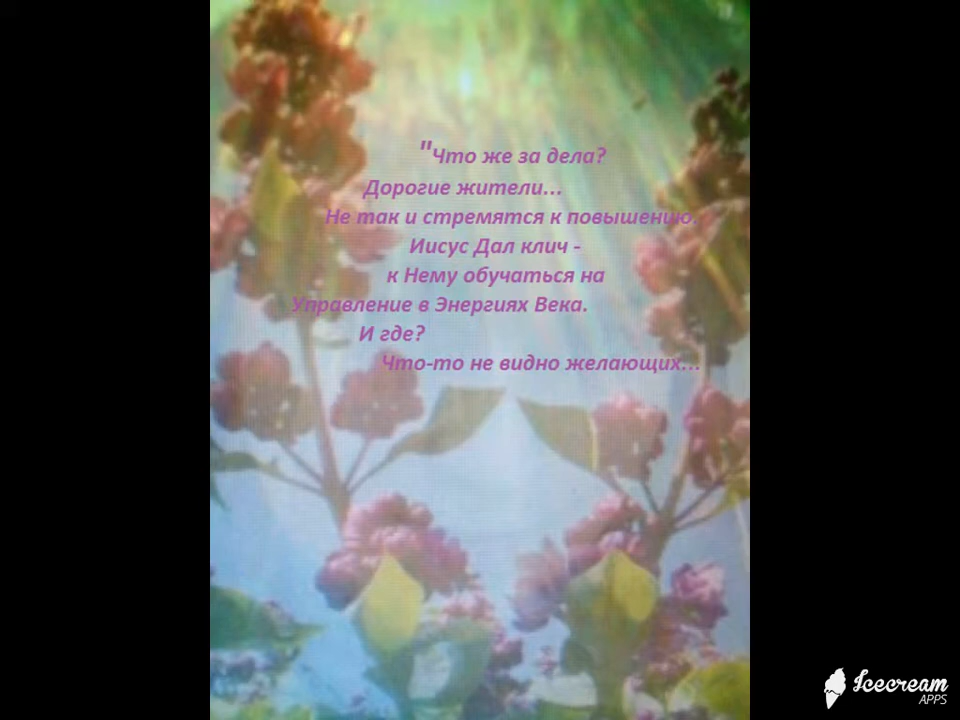 "Что же за дела?
Дорогие жители...
Не так и стремятся к повышению.
Иисус Дал клич -
к Нему обучаться на
Управление в Энергиях Века.
И где?
Что-то не видно желающих...
Icecream
APPS